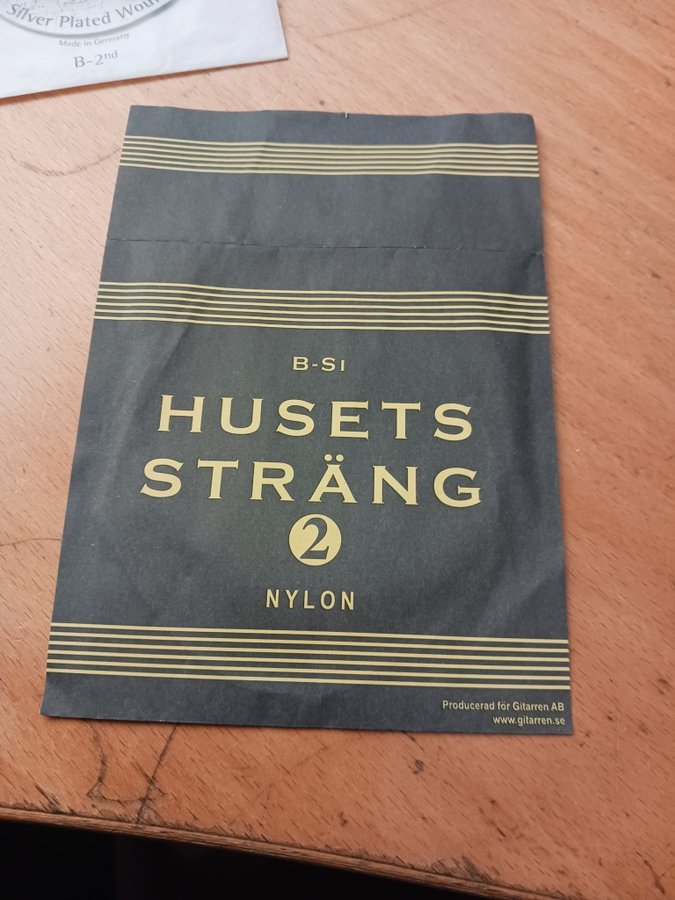 Silver Plated Wou
Made in Germany
B-2nd
B-Si
HUSETS
STRÄNG
2
NYLON
Producerad för Gitarren AB
www.gitarren.se